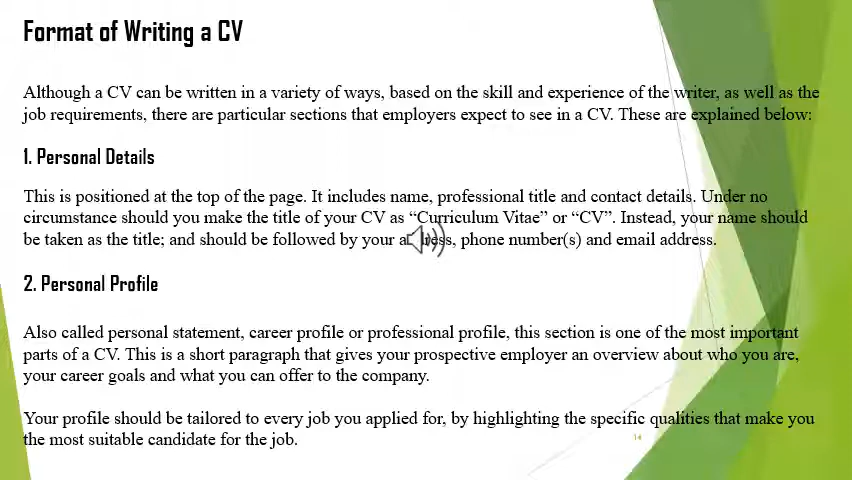 Format of Writing a CV
Although a CV can be written in a variety of ways, based on the skill and experience of the writer, as well as the
job requirements, there are particular sections that employers expect to see in a CV. These are explained below:
1. Personal Details
This is positioned at the top of the page. It includes name, professional title and contact details. Under no
circumstance should you make the title of your CV as “Curriculum Vitae” or “CV”. Instead, your name should
be taken as the title; and should be followed by your address, phone number(s) and email address.
2. Personal Profile
Also called personal statement, career profile or professional profile, this section is one of the most important
parts of a CV. This is a short paragraph that gives your prospective employer an overview about who you are,
your career goals and what you can offer to the company.
Your profile should be tailored to every job you applied for, by highlighting the specific qualities that make you
the most suitable candidate for the job.
14